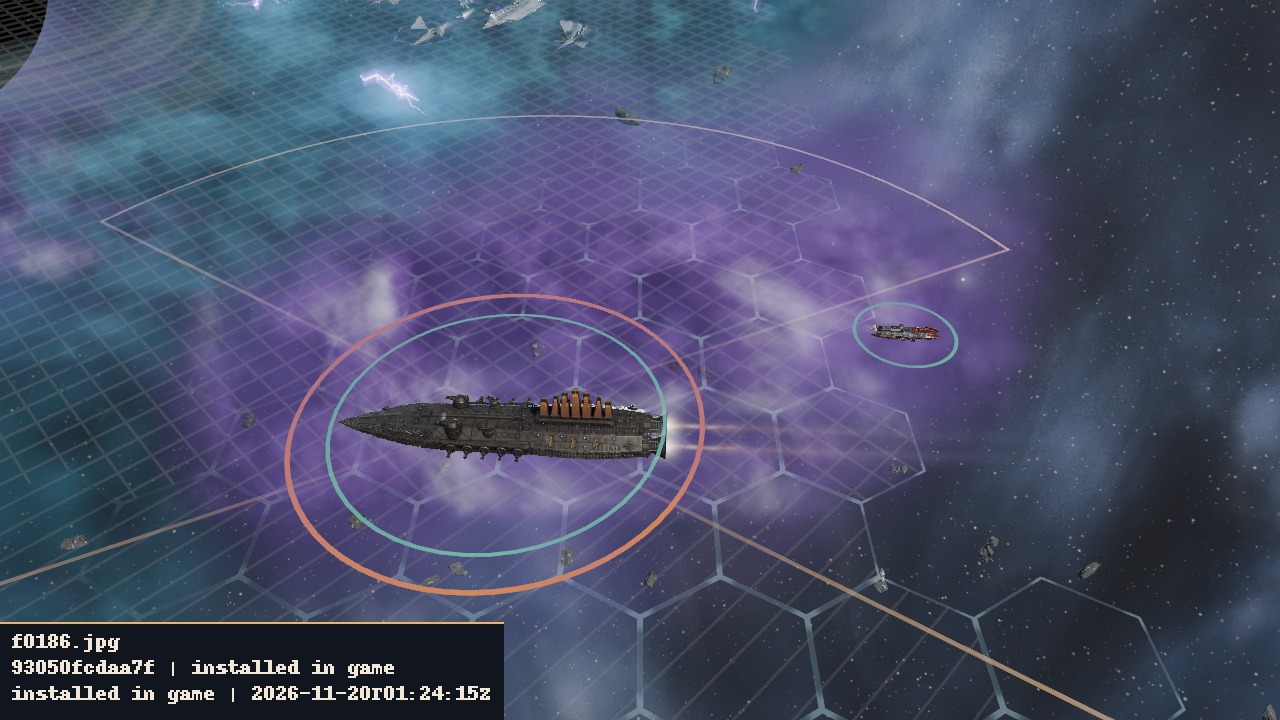 f0186.jpg
93050fcdaa7f | installed in game
installed in game | 2026-11-20T01:24:15Z